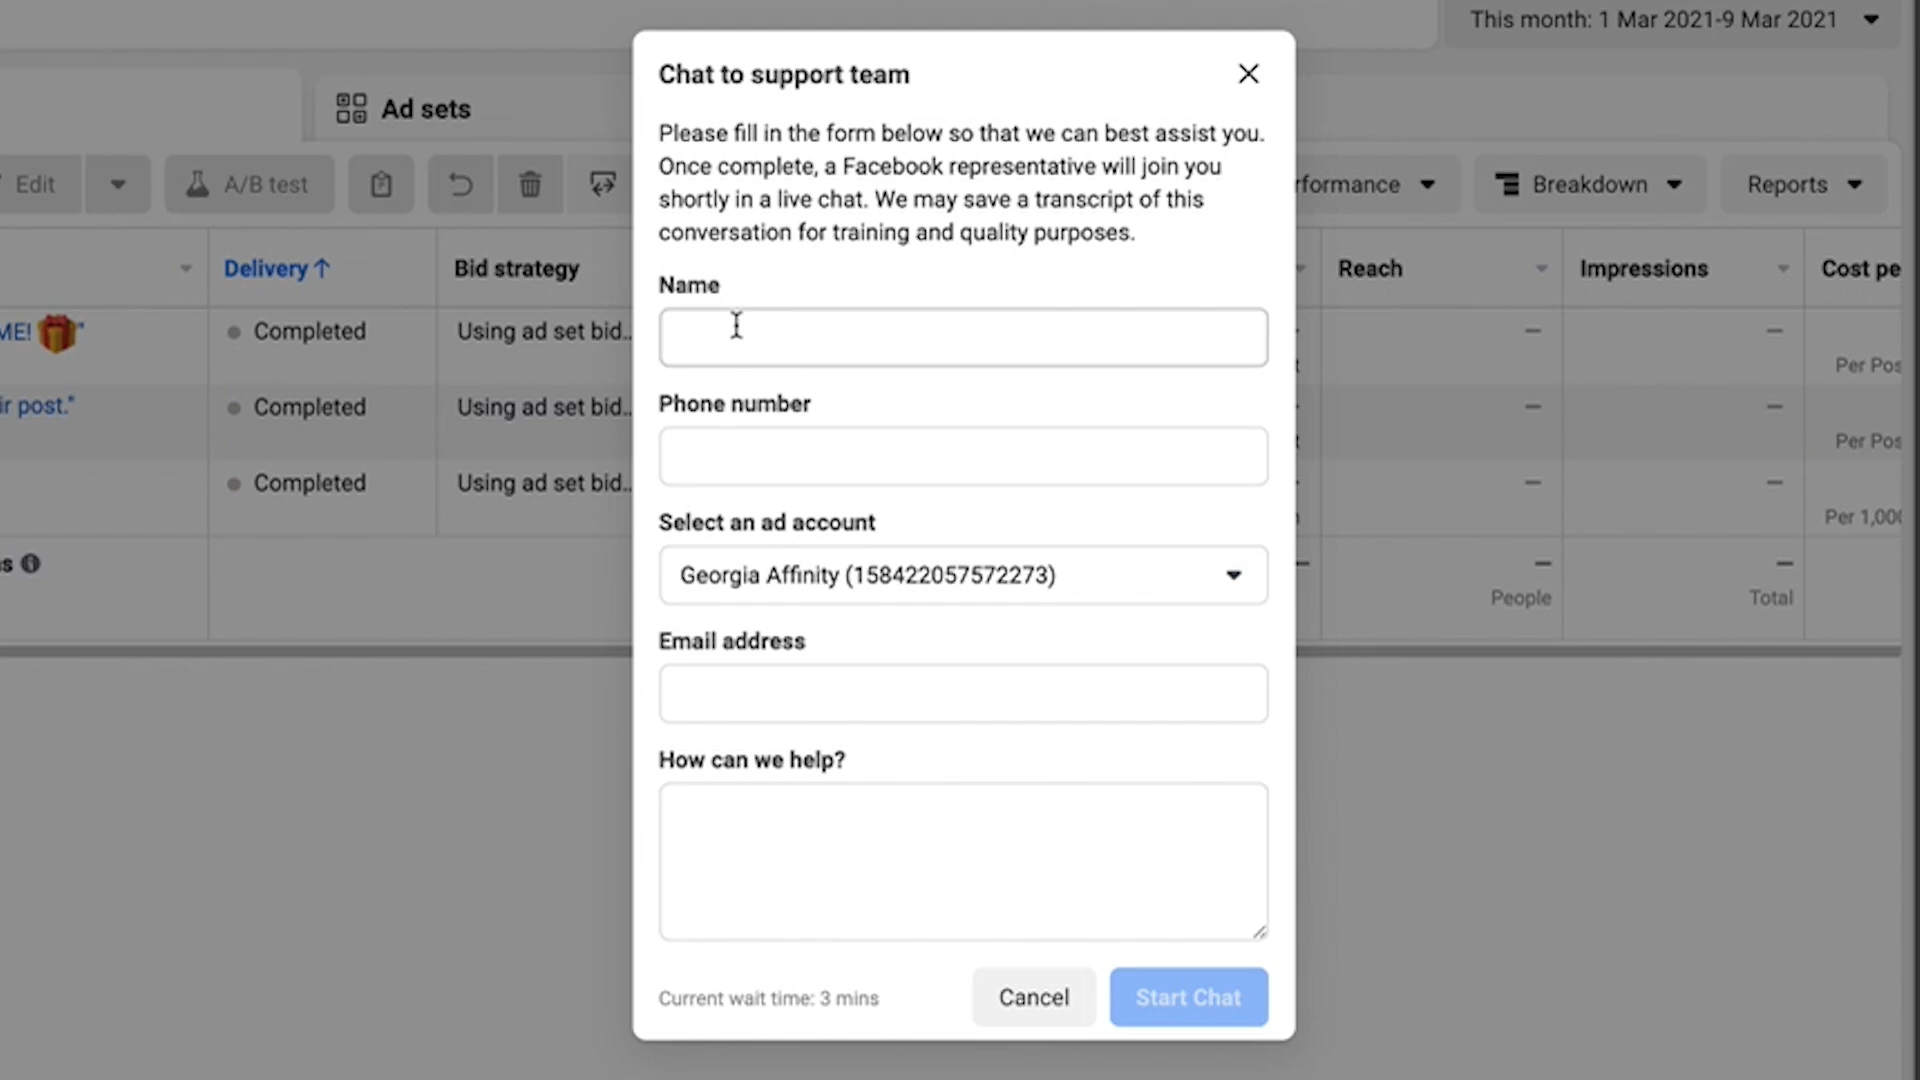 This month: 1 Mar 2021-9 Mar 2021
Ad sets
Edit
A/B test
rformance
Breakdown
Reports
Delivery↑
Bid strategy
Reach
Impressions
Cost pe
ME! 🎁"
Completed
Using ad set bid...
—
—
Per Pos
ir post."
Completed
Using ad set bid...
—
—
Per Pos
Completed
Using ad set bid...
—
—
Per 1,000
s
—
—
People
Total
Chat to support team
Please fill in the form below so that we can best assist you.
Once complete, a Facebook representative will join you
shortly in a live chat. We may save a transcript of this
conversation for training and quality purposes.
Name
Phone number
Select an ad account
Georgia Affinity (158422057572273)
Email address
How can we help?
Current wait time: 3 mins
Cancel
Start Chat